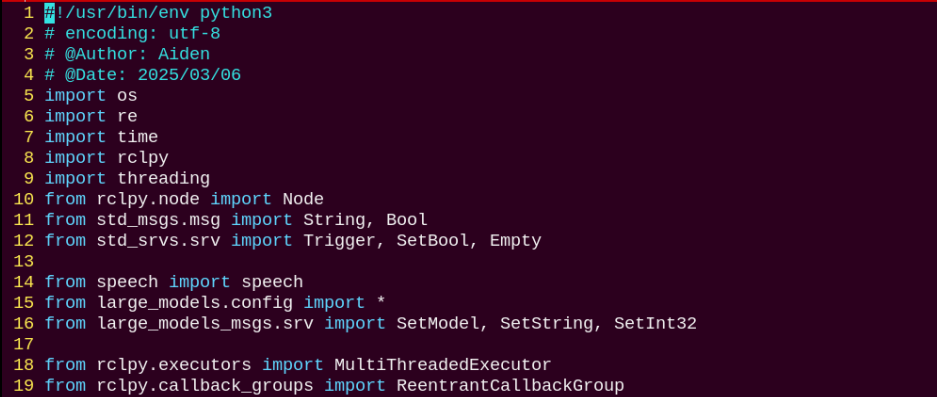 1 #!/usr/bin/env python3
2 # encoding: utf-8
3 # @Author: Aiden
4 # @Date: 2025/03/06
5 import os
6 import re
7 import time
8 import rclpy
9 import threading
10 from rclpy.node import Node
11 from std_msgs.msg import String, Bool
12 from std_srvs.srv import Trigger, SetBool, Empty
13
14 from speech import speech
15 from large_models.config import *
16 from large_models_msgs.srv import SetModel, SetString, SetInt32
17
18 from rclpy.executors import MultiThreadedExecutor
19 from rclpy.callback_groups import ReentrantCallbackGroup